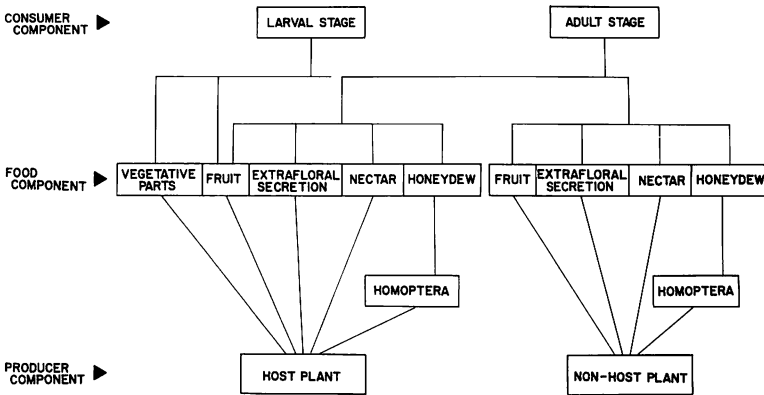 CONSUMER
COMPONENT
LARVAL STAGE
ADULT STAGE
FOOD
COMPONENT
VEGETATIVE
PARTS
FRUIT
EXTRAFLORAL
SECRETION
NECTAR
HONEYDEW
FRUIT
EXTRAFLORAL
SECRETION
NECTAR
HONEYDEW
HOMOPTERA
HOMOPTERA
PRODUCER
COMPONENT
HOST PLANT
NON-HOST PLANT